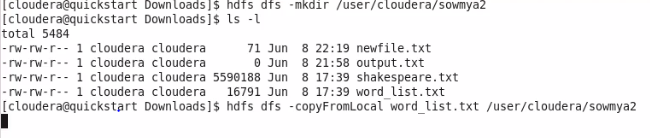 [cloudera@quickstart Downloads]$ hdfs dfs -mkdir /user/cloudera/sowmya2
[cloudera@quickstart Downloads]$ ls -l
total 5484
-rw-rw-r-- 1 cloudera cloudera      71 Jun  8 22:19 newfile.txt
-rw-rw-r-- 1 cloudera cloudera       0 Jun  8 21:58 output.txt
-rw-rw-r-- 1 cloudera cloudera 5590188 Jun  8 17:39 shakespeare.txt
-rw-rw-r-- 1 cloudera cloudera   16791 Jun  8 17:39 word_list.txt
[cloudera@quickstart Downloads]$ hdfs dfs -copyFromLocal word_list.txt /user/cloudera/sowmya2